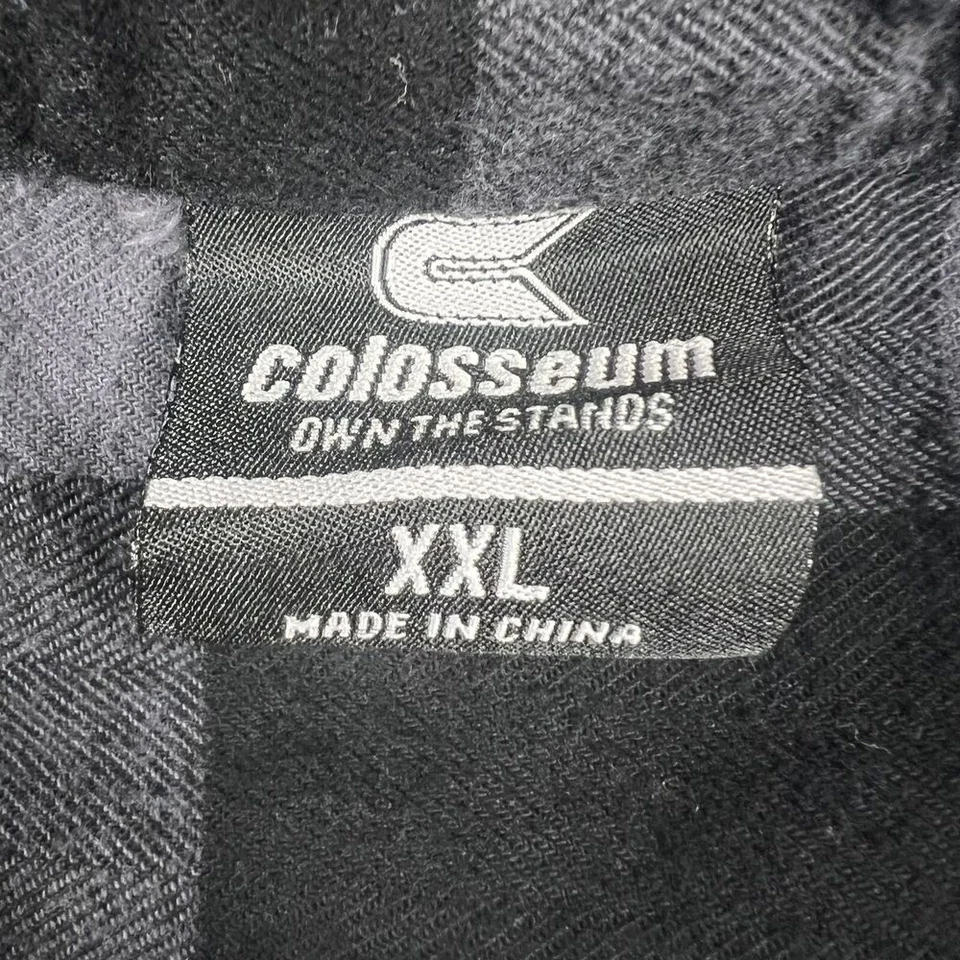 colosseum
OWN THE STANDS
XXL
MADE IN CHINA